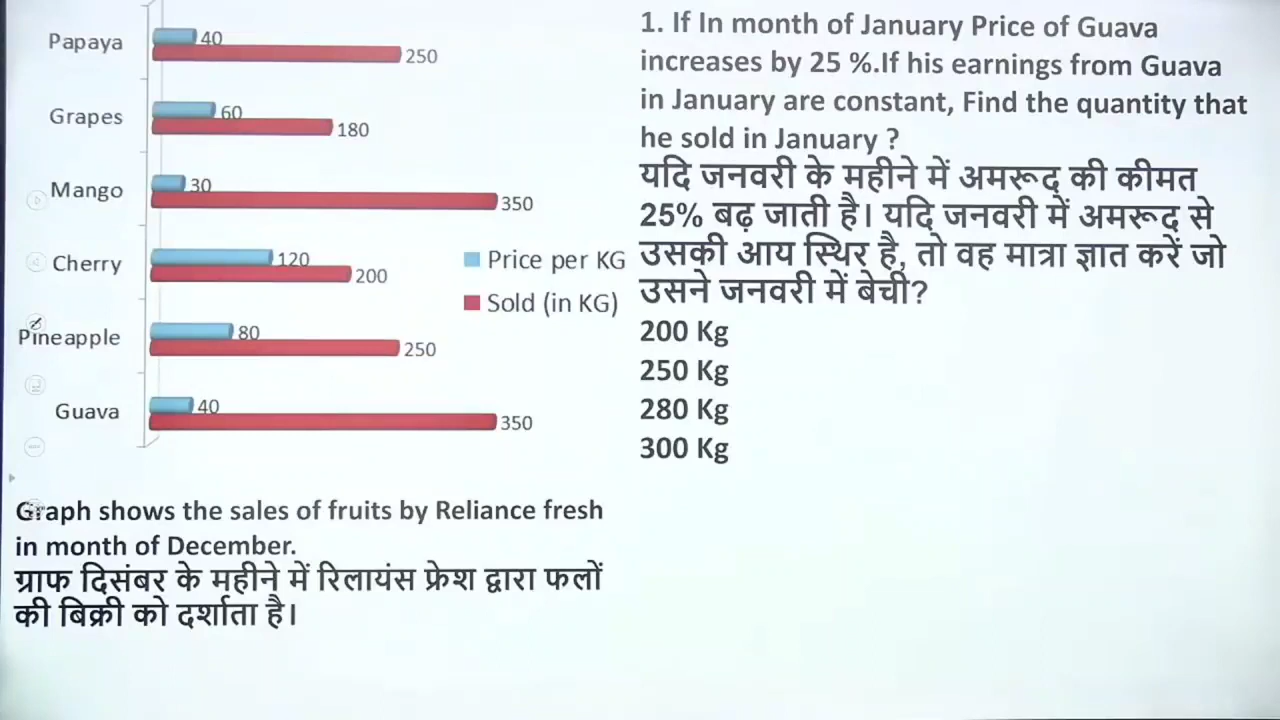 Papaya
40
250
Grapes
60
180
Mango
30
350
Cherry
120
200
Price per KG
Sold (in KG)
Pineapple
80
250
Guava
40
350
Graph shows the sales of fruits by Reliance fresh
in month of December.
ग्राफ दिसंबर के महीने में रिलायंस फ्रेश द्वारा फलों
की बिक्री को दर्शाता है।
1. If In month of January Price of Guava
increases by 25 %.If his earnings from Guava
in January are constant, Find the quantity that
he sold in January ?
यदि जनवरी के महीने में अमरूद की कीमत
25% बढ़ जाती है। यदि जनवरी में अमरूद से
उसकी आय स्थिर है, तो वह मात्रा ज्ञात करें जो
उसने जनवरी में बेची?
200 Kg
250 Kg
280 Kg
300 Kg